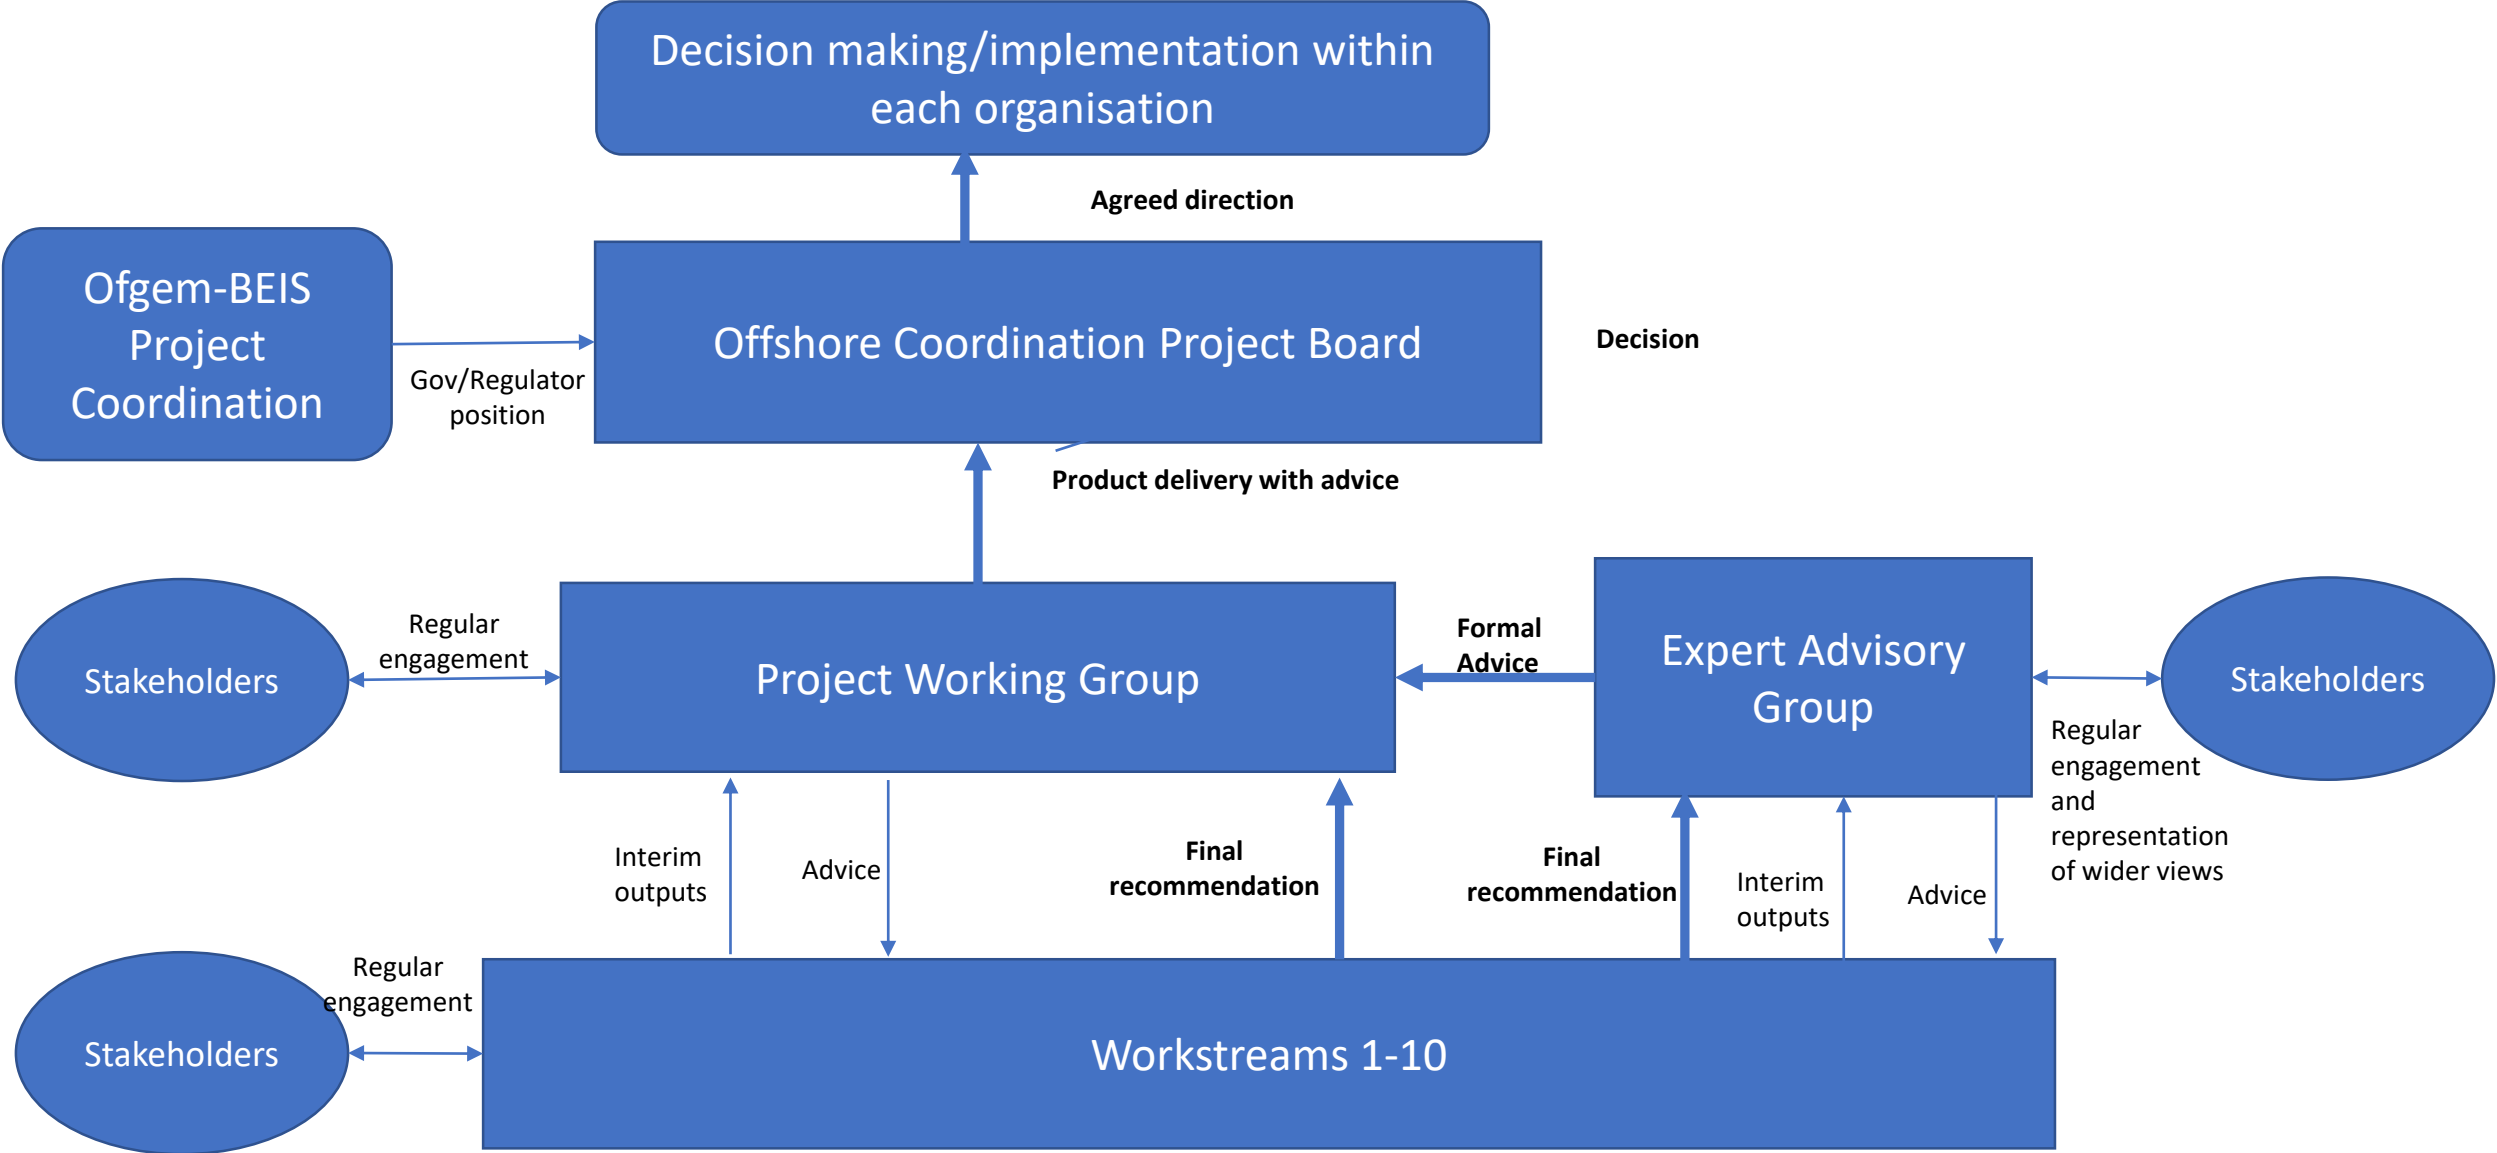 Decision making/implementation within
each organisation
Agreed direction
Ofgem-BEIS
Project
Coordination
Gov/Regulator
position
Offshore Coordination Project Board
Decision
Product delivery with advice
Stakeholders
Regular
engagement
Project Working Group
Formal
Advice
Expert Advisory
Group
Stakeholders
Regular
engagement
and
representation
of wider views
Interim
outputs
Advice
Final
recommendation
Final
recommendation
Interim
outputs
Advice
Stakeholders
Regular
engagement
Workstreams 1-10